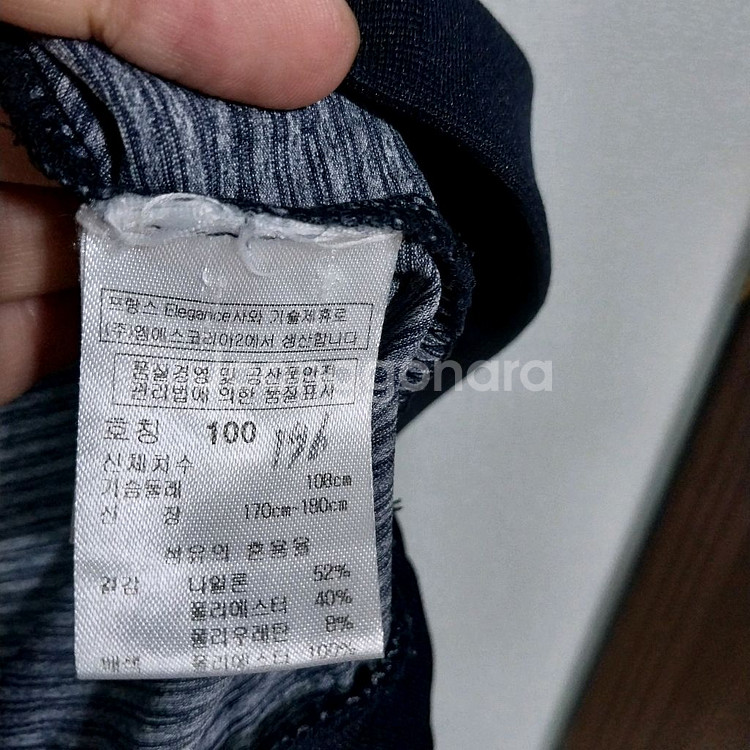 프랑스 Elegance사와 기술제휴로
(주)엠에스코리아2에서 생산합니다
품질경영 및 공산품안전
관리법에 의한 품질표시
호칭 100 196
신체치수
가슴둘레 108cm
신 장 170cm-180cm
섬유의 혼용율
겉감 나일론 52%
폴리에스터 40%
폴리우레탄 8%
배색 폴리에스터 100%